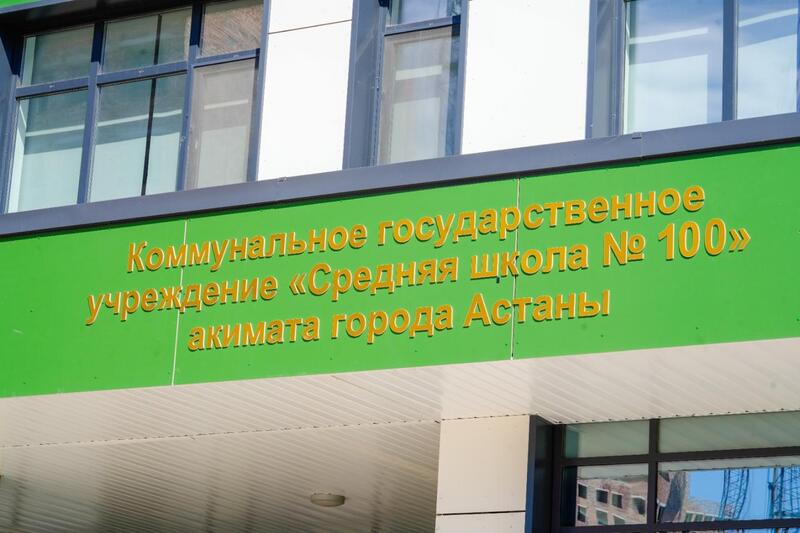 Коммунальное государственное
учреждение «Средняя школа № 100»
акимата города Астаны